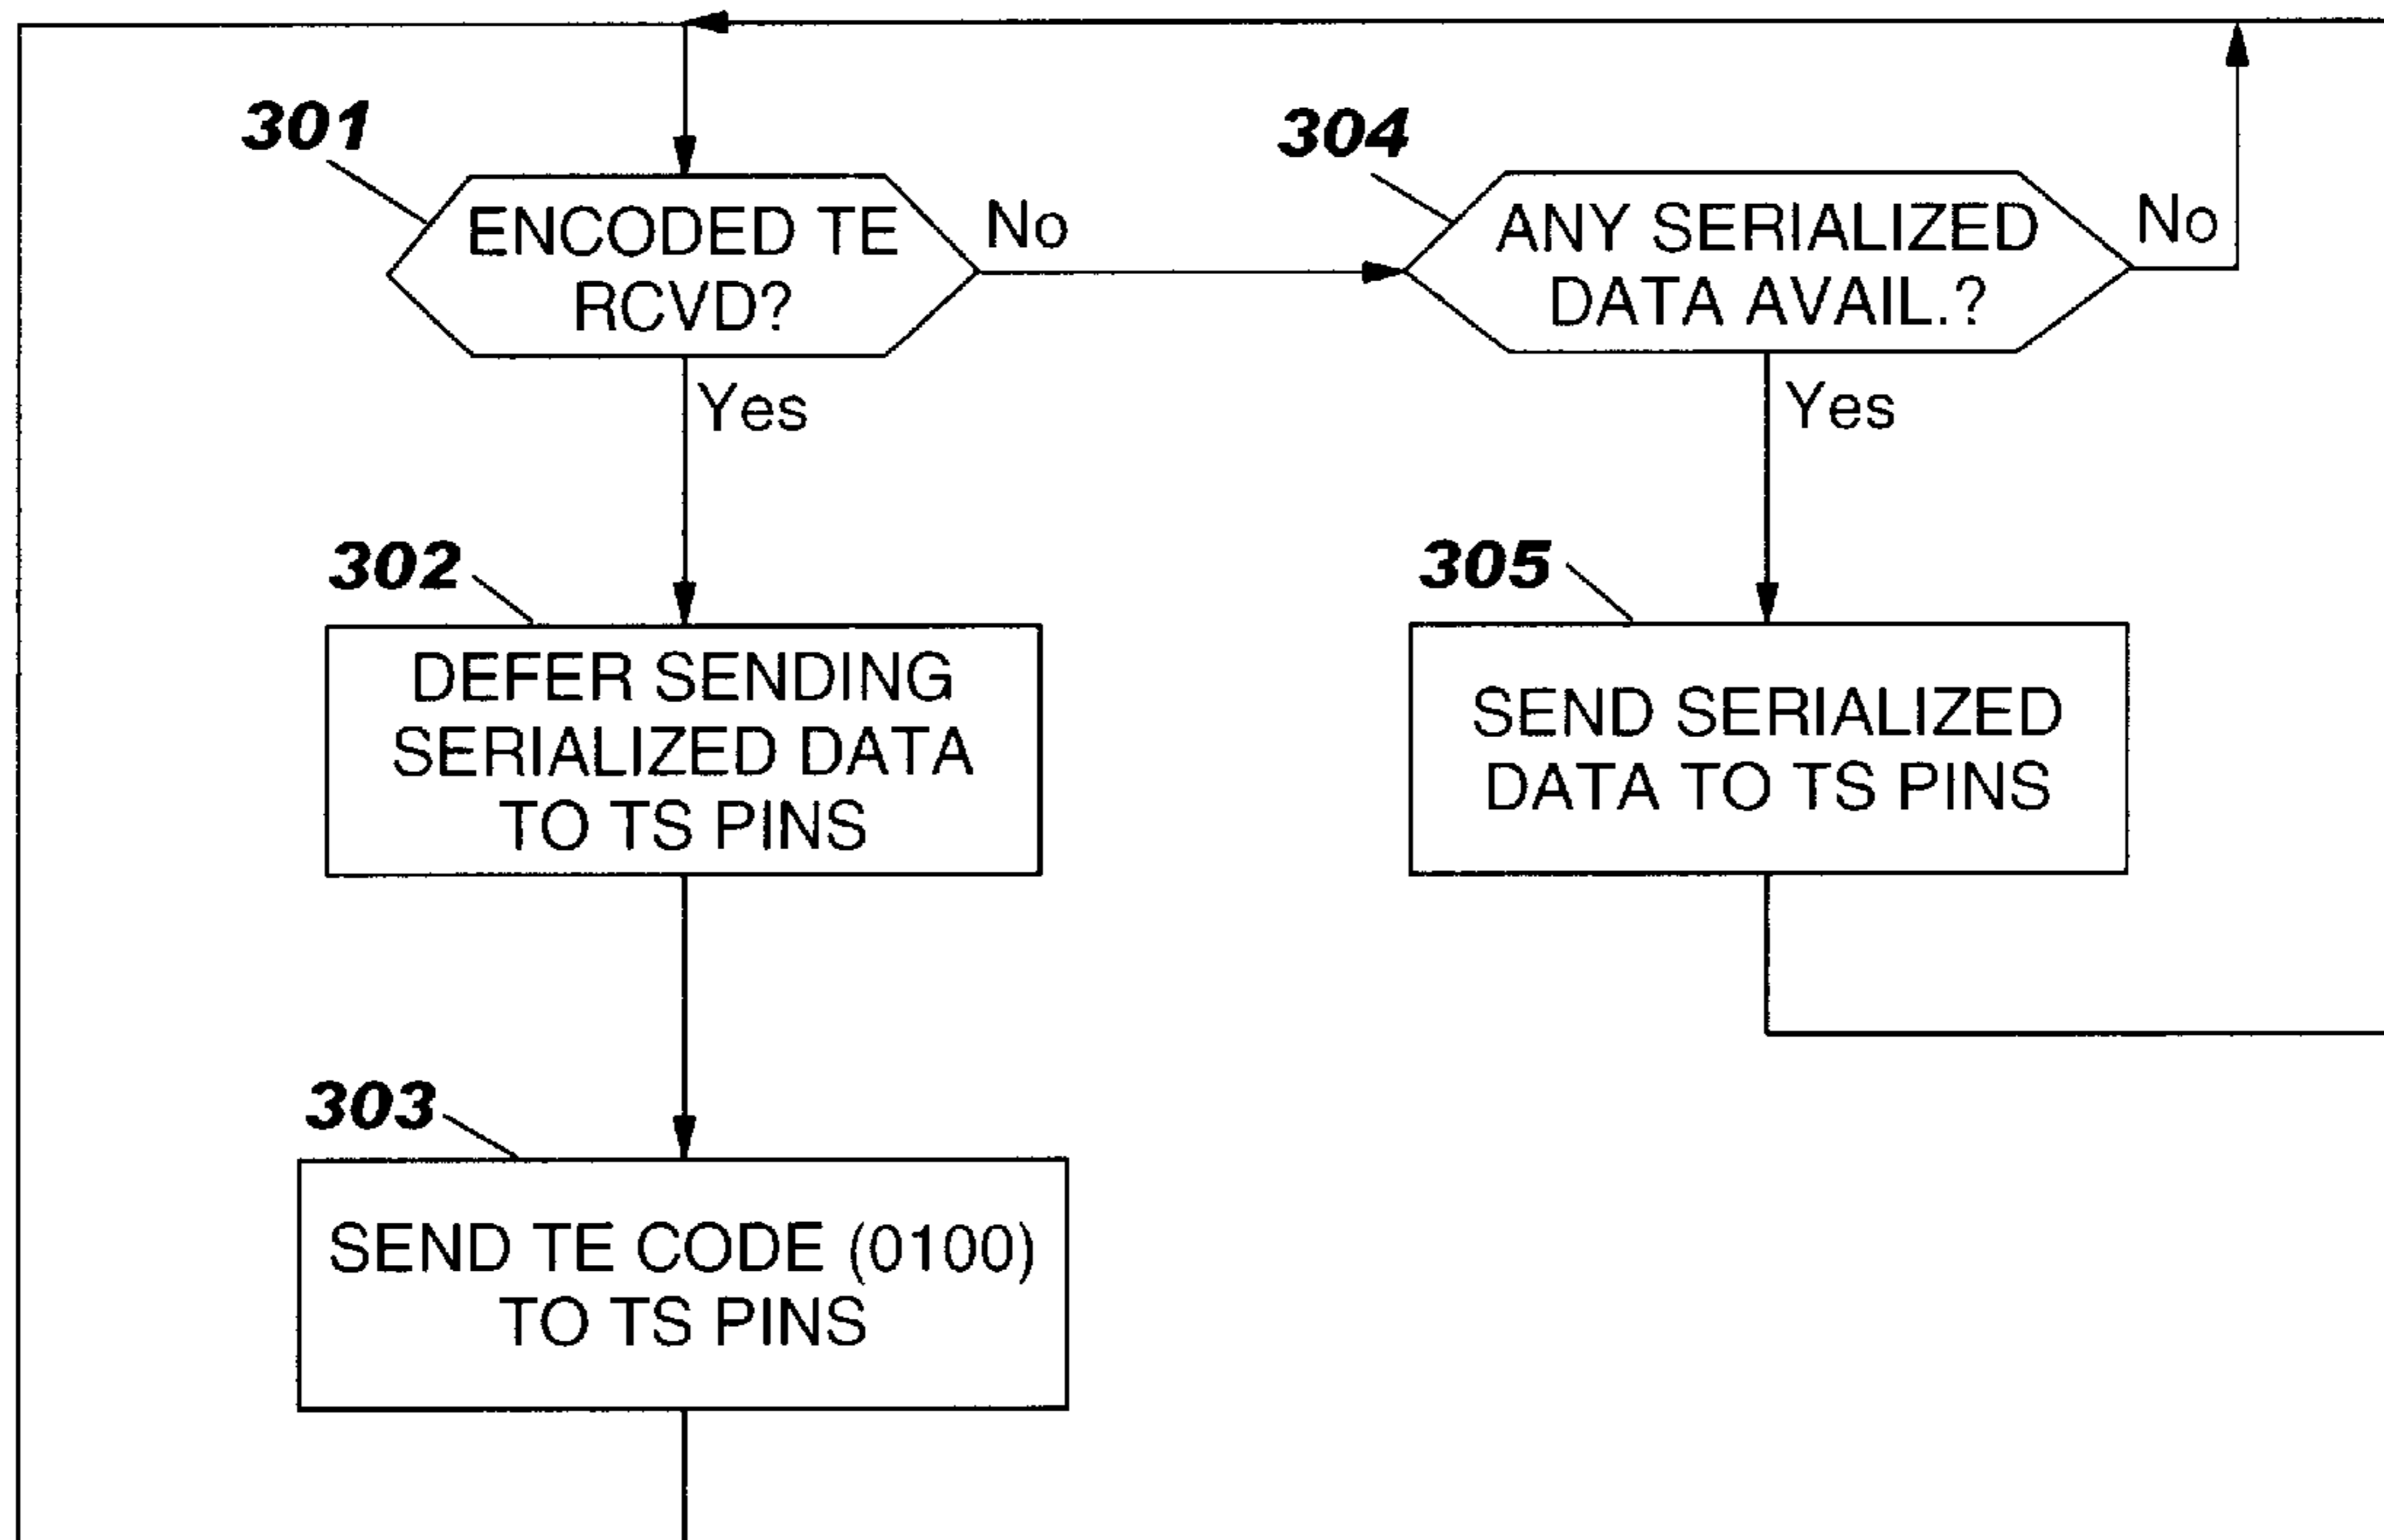 301
ENCODED TE
RCVD?
No
Yes
304
ANY SERIALIZED
DATA AVAIL.?
No
Yes
302
DEFER SENDING
SERIALIZED DATA
TO TS PINS
305
SEND SERIALIZED
DATA TO TS PINS
303
SEND TE CODE (0100)
TO TS PINS